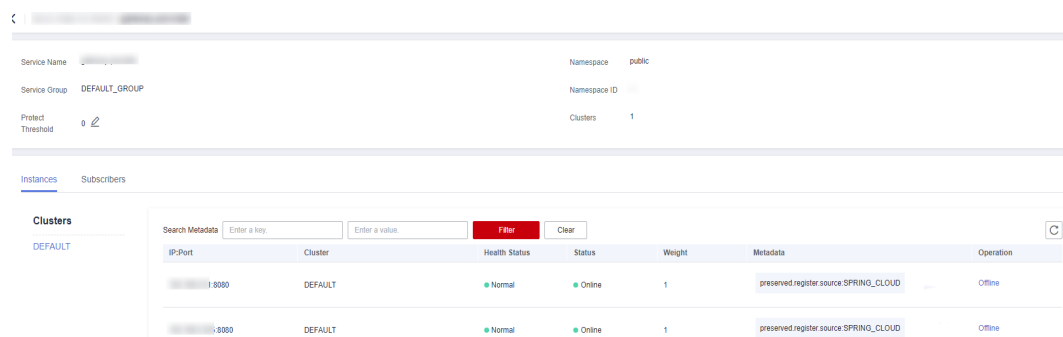 Service Name
Namespace public
Service Group DEFAULT_GROUP
Namespace ID
Protect
Threshold 0
Clusters 1
Instances Subscribers
Clusters
DEFAULT
Search Metadata Enter a key. Enter a value. Filter Clear
IP:Port Cluster Health Status Status Weight Metadata Operation
:8080 DEFAULT Normal Online 1 preserved.register.source:SPRING_CLOUD Offline
:8080 DEFAULT Normal Online 1 preserved.register.source:SPRING_CLOUD Offline